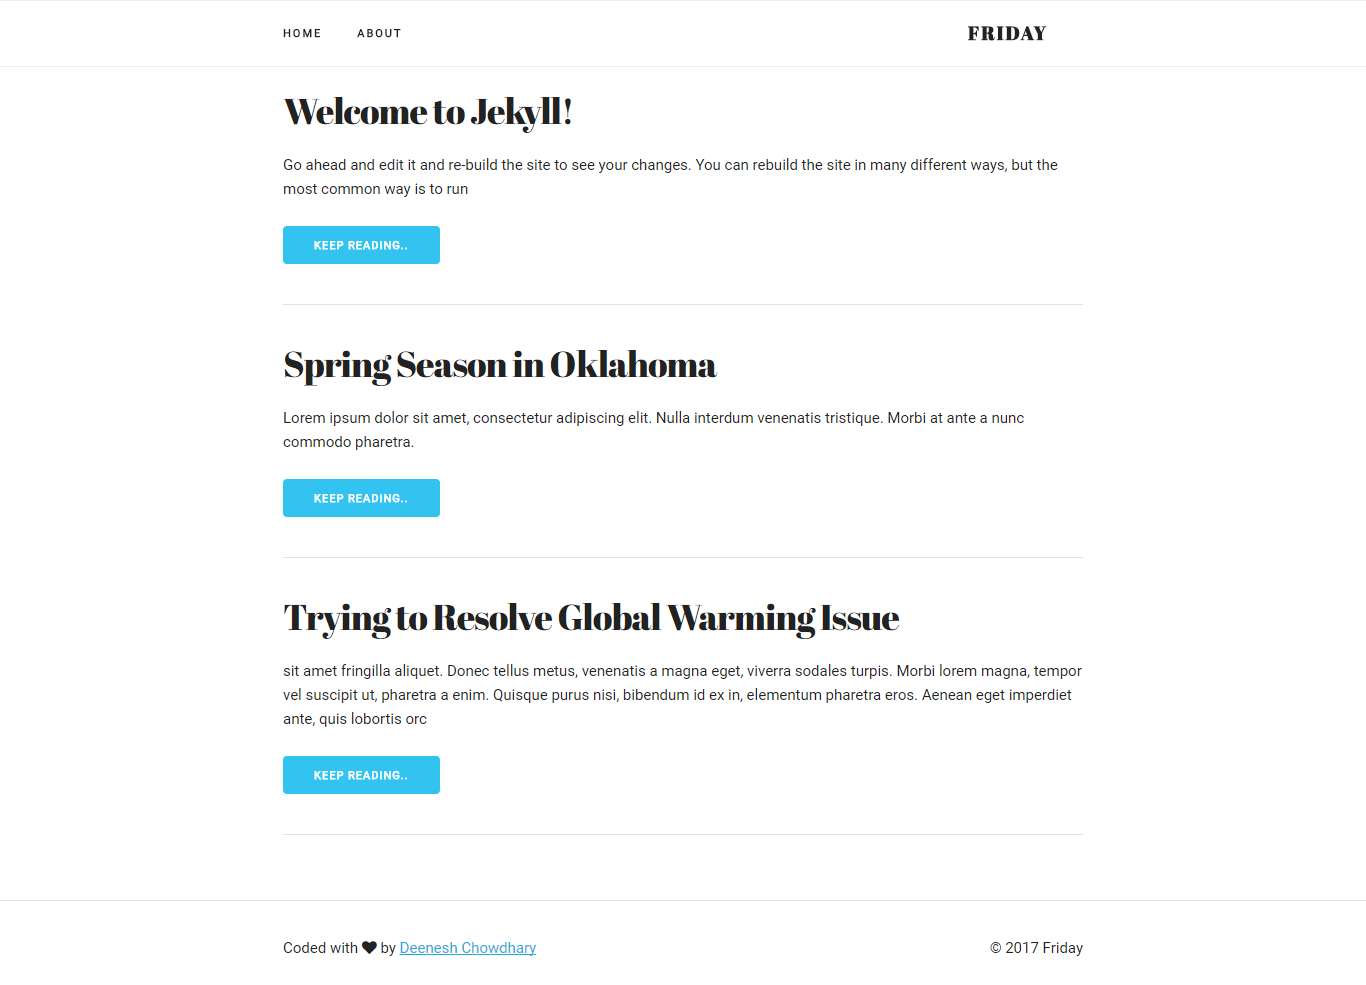 HOME ABOUT FRIDAY
Welcome to Jekyll!
Go ahead and edit it and re-build the site to see your changes. You can rebuild the site in many different ways, but the
most common way is to run
KEEP READING..
Spring Season in Oklahoma
Lorem ipsum dolor sit amet, consectetur adipiscing elit. Nulla interdum venenatis tristique. Morbi at ante a nunc
commodo pharetra.
KEEP READING..
Trying to Resolve Global Warming Issue
sit amet fringilla aliquet. Donec tellus metus, venenatis a magna eget, viverra sodales turpis. Morbi lorem magna, tempor
vel suscipit ut, pharetra a enim. Quisque purus nisi, bibendum id ex in, elementum pharetra eros. Aenean eget imperdiet
ante, quis lobortis orc
KEEP READING..
Coded with ♥ by Deenesh Chowdhary © 2017 Friday